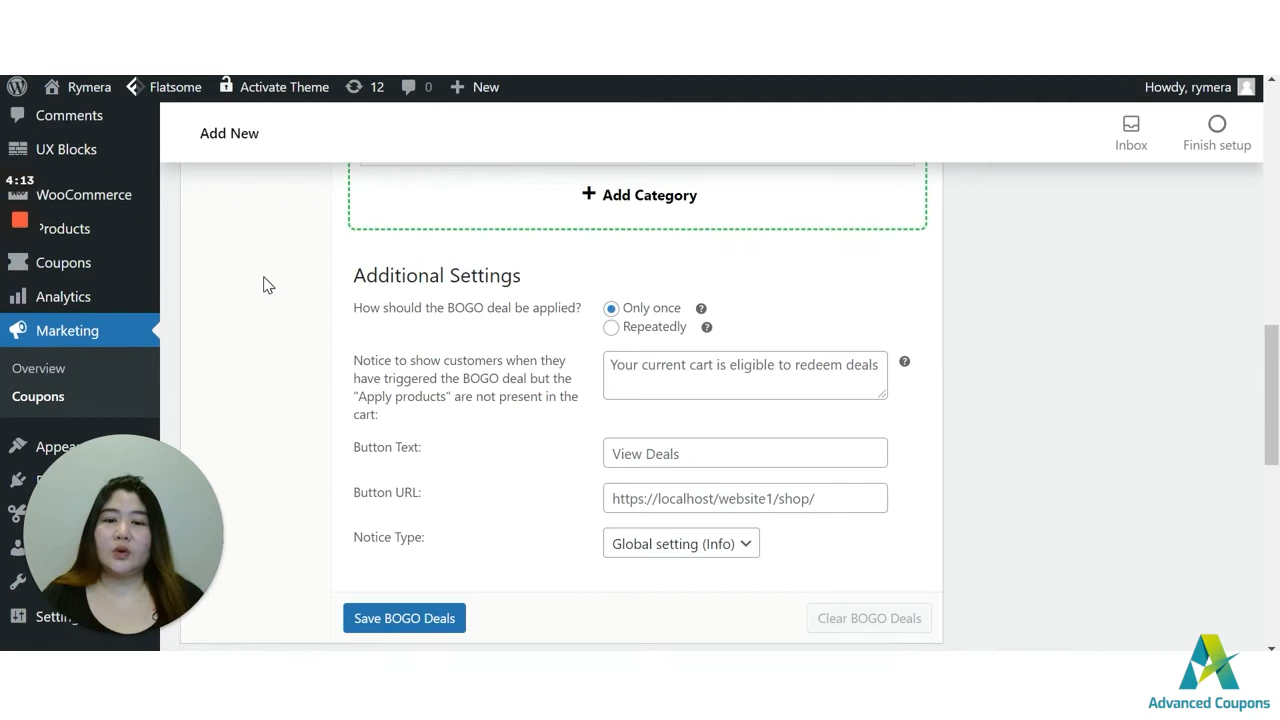 Rymera
Flatsome
Activate Theme
12
0
New
Howdy, rymera
Comments
UX Blocks
4:13
WooCommerce
Products
Coupons
Analytics
Marketing
Overview
Coupons
Add New
Inbox
Finish setup
+ Add Category
Additional Settings
How should the BOGO deal be applied?
Only once
Repeatedly
Notice to show customers when they
have triggered the BOGO deal but the
"Apply products" are not present in the
cart:
Your current cart is eligible to redeem deals
Button Text:
View Deals
Button URL:
https://localhost/website1/shop/
Notice Type:
Global setting (Info)
Save BOGO Deals
Clear BOGO Deals
Advanced Coupons